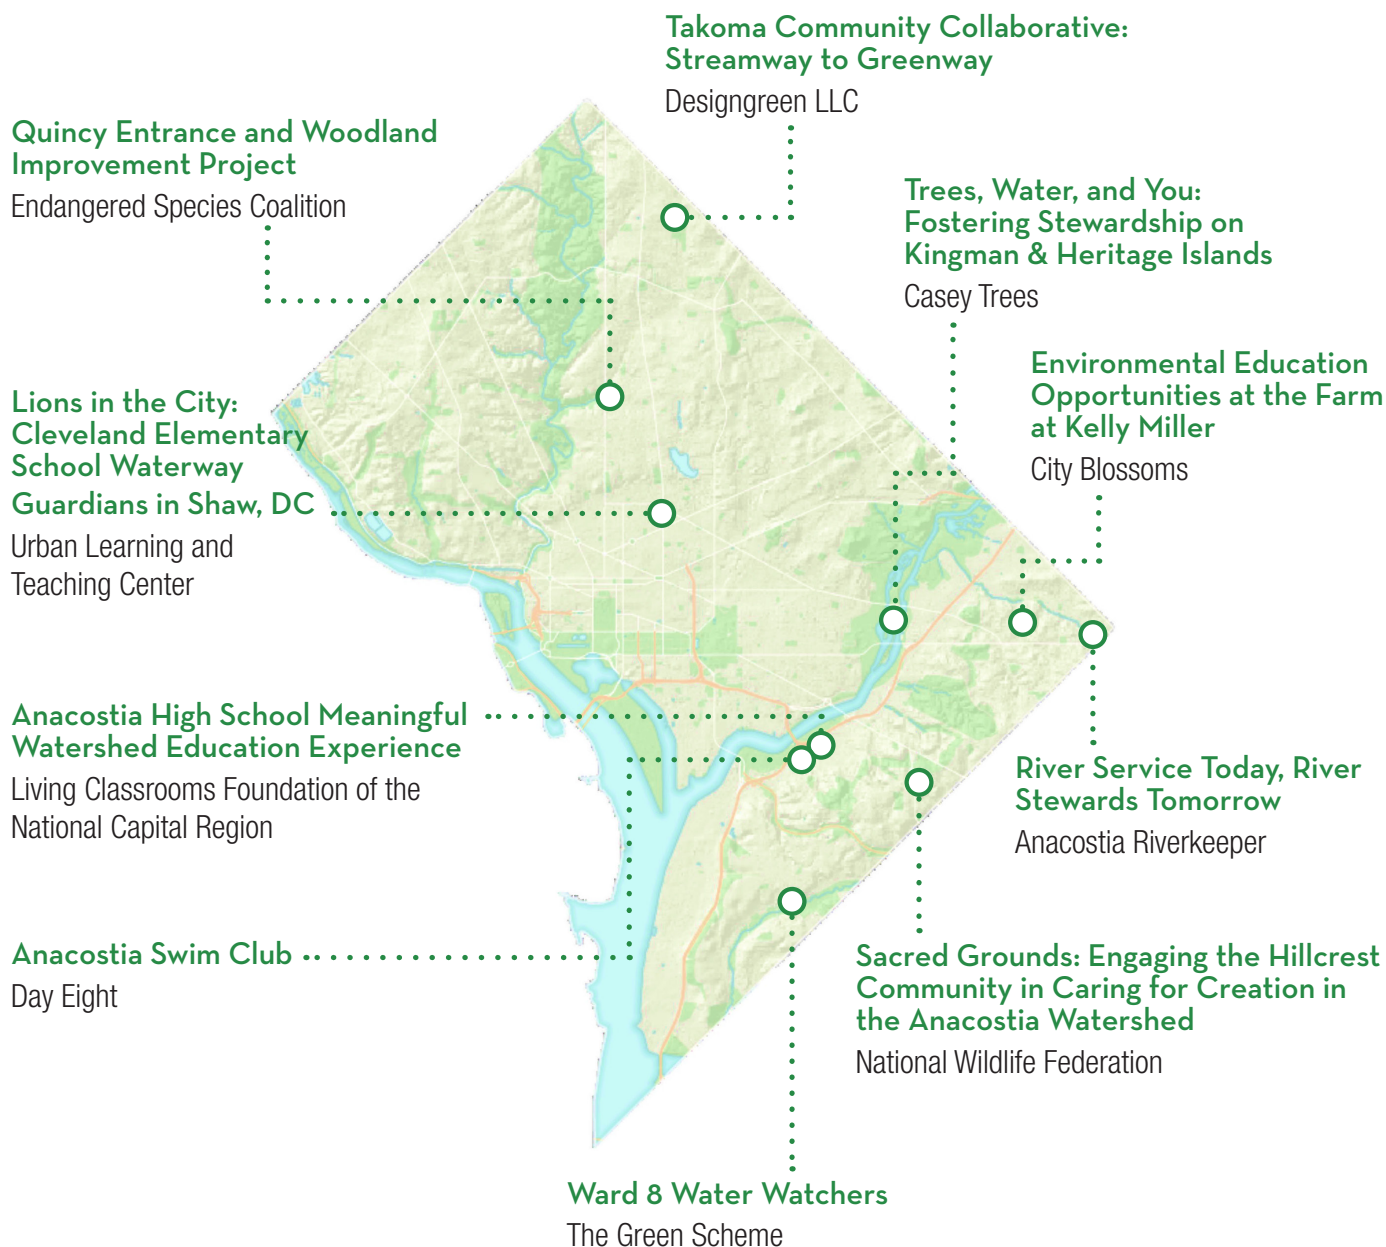 Takoma Community Collaborative:
Streamway to Greenway
Designgreen LLC
Quincy Entrance and Woodland
Improvement Project
Endangered Species Coalition
Trees, Water, and You:
Fostering Stewardship on
Kingman & Heritage Islands
Casey Trees
Environmental Education
Opportunities at the Farm
at Kelly Miller
City Blossoms
Lions in the City:
Cleveland Elementary
School Waterway
Guardians in Shaw, DC
Urban Learning and
Teaching Center
Anacostia High School Meaningful
Watershed Education Experience
Living Classrooms Foundation of the
National Capital Region
River Service Today, River
Stewards Tomorrow
Anacostia Riverkeeper
Anacostia Swim Club
Day Eight
Sacred Grounds: Engaging the Hillcrest
Community in Caring for Creation in
the Anacostia Watershed
National Wildlife Federation
Ward 8 Water Watchers
The Green Scheme